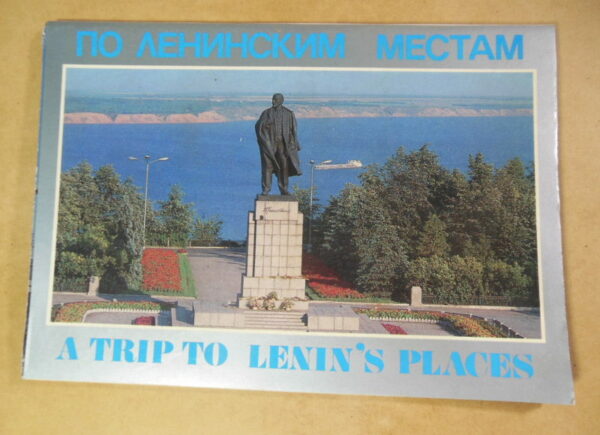 ПО ЛЕНИНСКИМ МЕСТАМ
A TRIP TO LENIN'S PLACES